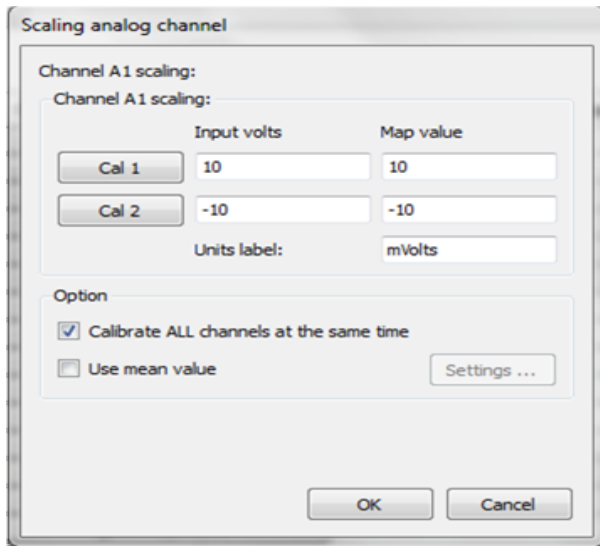 Scaling analog channel
Channel A1 scaling:
Channel A1 scaling:
Input volts Map value
Cal 1 10 10
Cal 2 -10 -10
Units label: mVolts
Option
Calibrate ALL channels at the same time
Use mean value Settings ...
OK Cancel